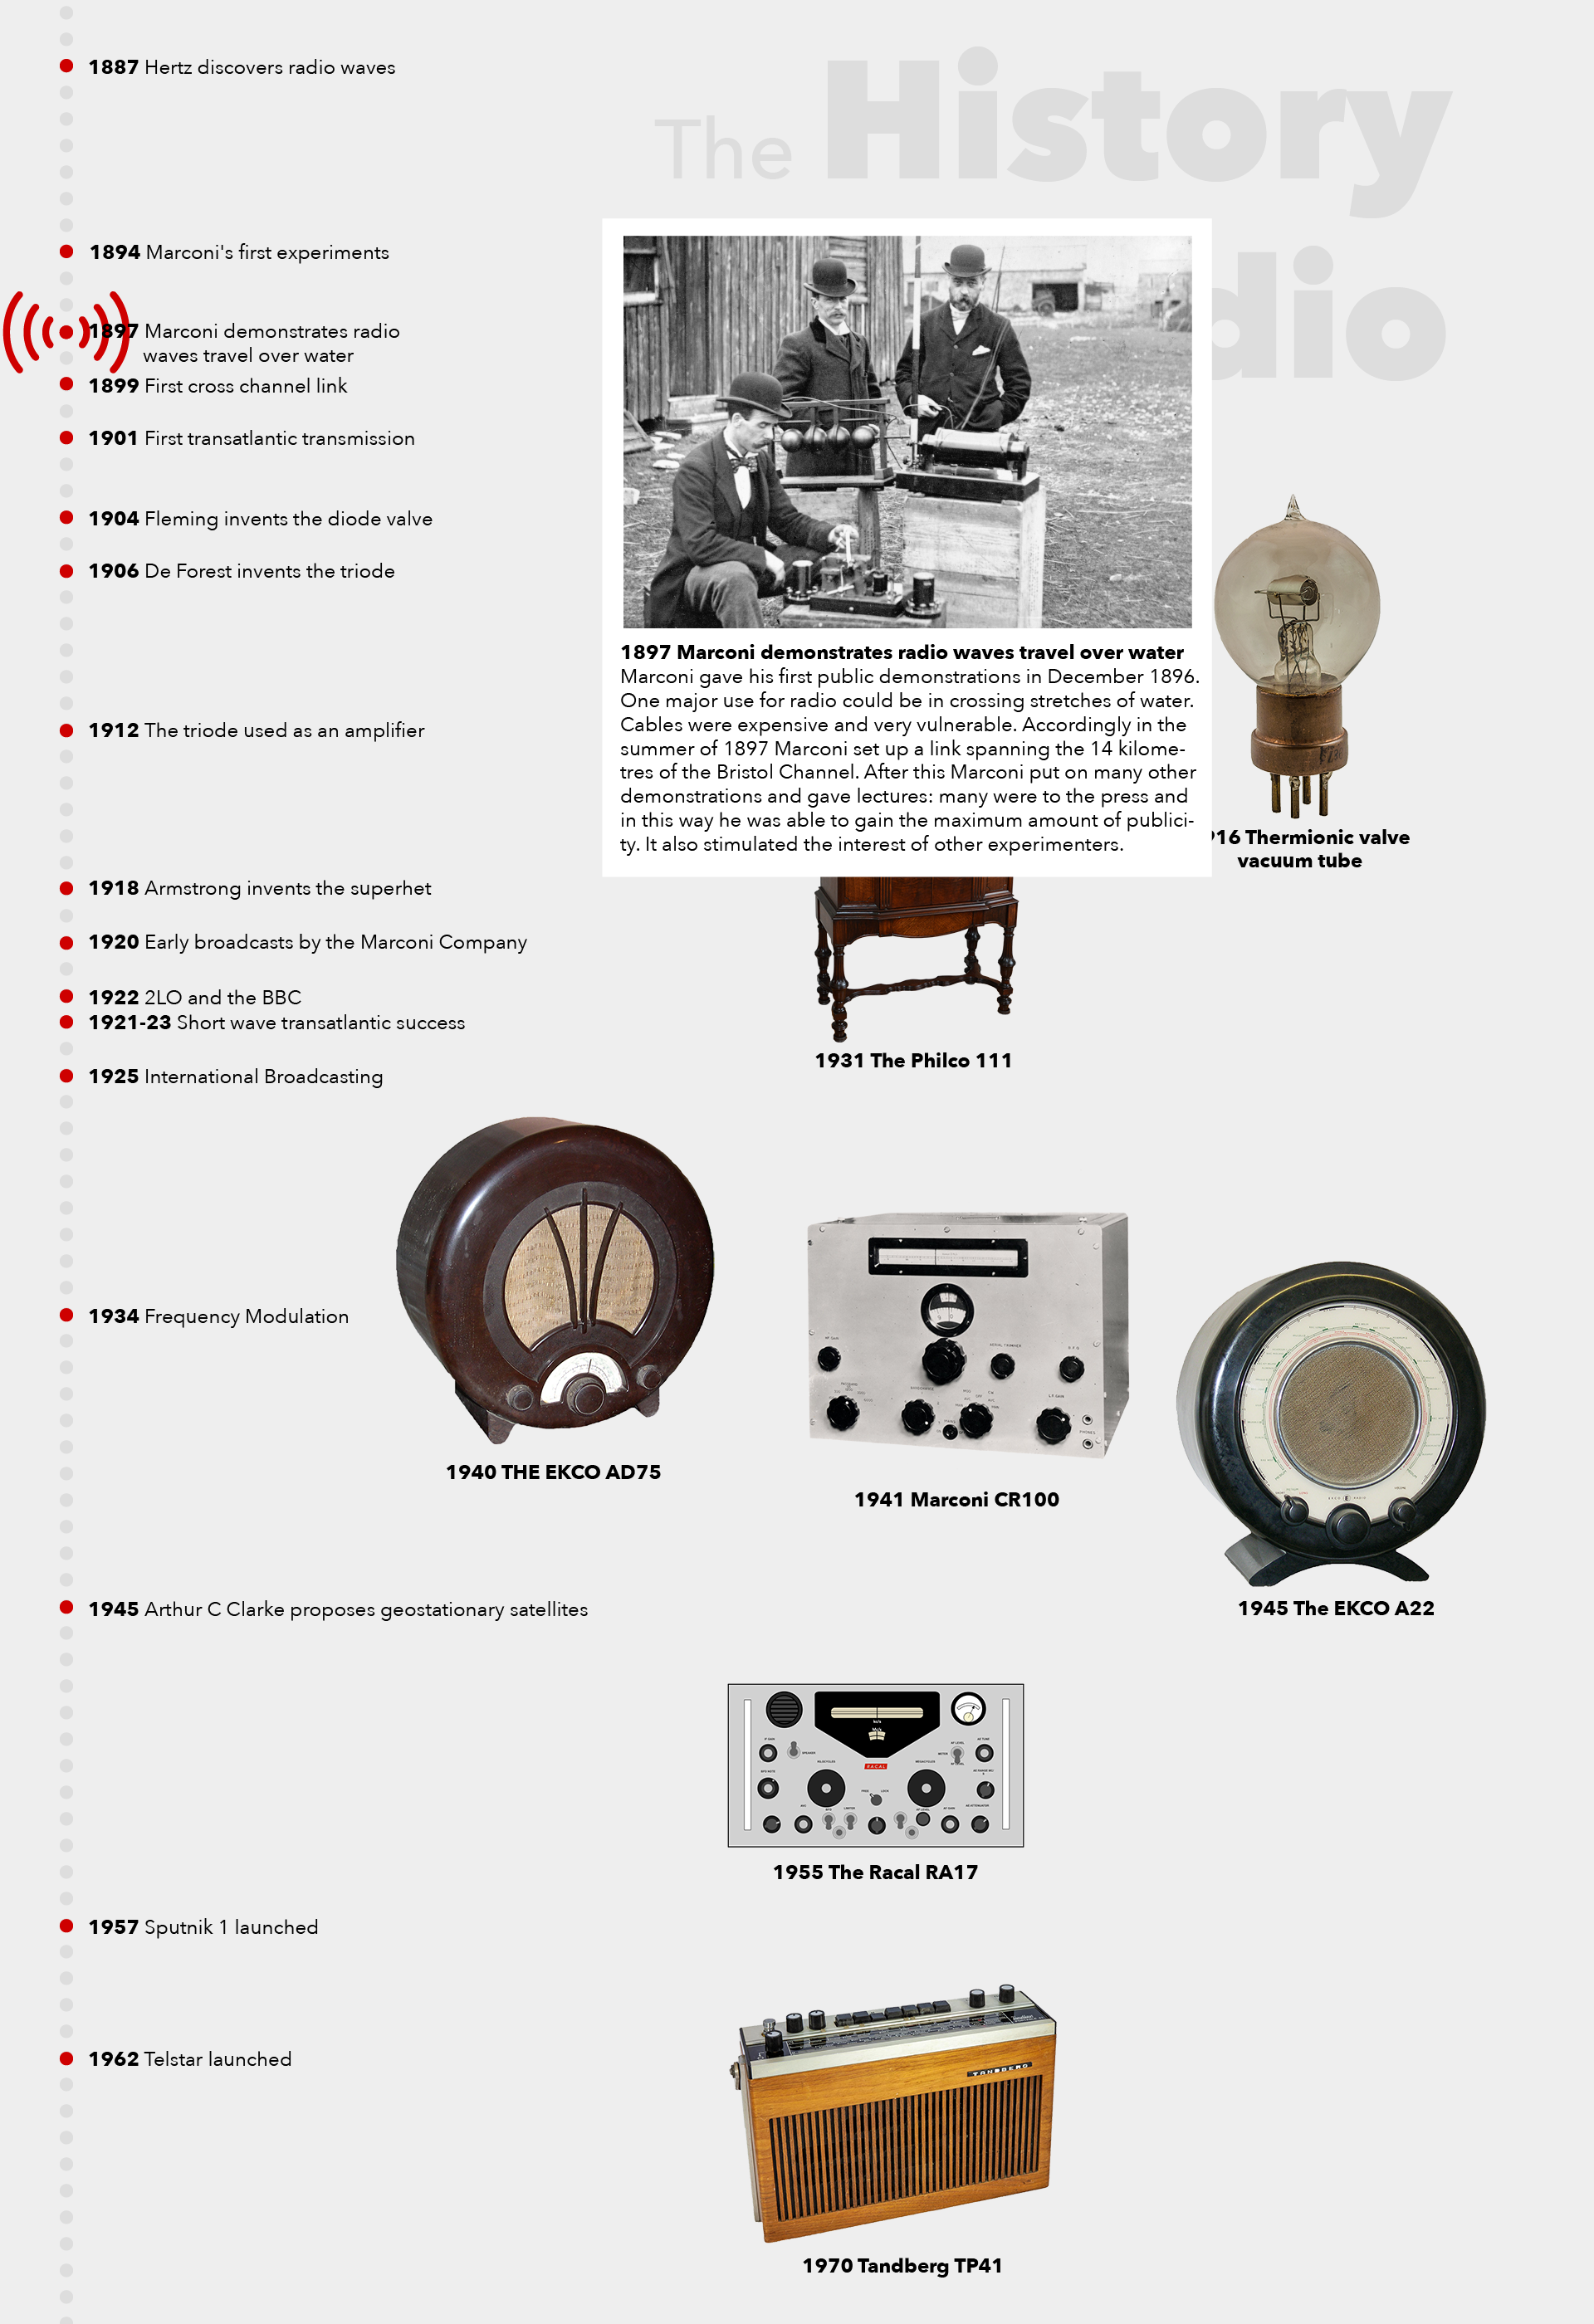 The History
dio
1887 Hertz discovers radio waves
1894 Marconi's first experiments
1897 Marconi demonstrates radio
waves travel over water
1899 First cross channel link
1901 First transatlantic transmission
1904 Fleming invents the diode valve
1906 De Forest invents the triode
1912 The triode used as an amplifier
1918 Armstrong invents the superhet
1920 Early broadcasts by the Marconi Company
1922 2LO and the BBC
1921-23 Short wave transatlantic success
1925 International Broadcasting
1934 Frequency Modulation
1945 Arthur C Clarke proposes geostationary satellites
1957 Sputnik 1 launched
1962 Telstar launched
1897 Marconi demonstrates radio waves travel over water
Marconi gave his first public demonstrations in December 1896.
One major use for radio could be in crossing stretches of water.
Cables were expensive and very vulnerable. Accordingly in the
summer of 1897 Marconi set up a link spanning the 14 kilome-
tres of the Bristol Channel. After this Marconi put on many other
demonstrations and gave lectures: many were to the press and
in this way he was able to gain the maximum amount of publici-
ty. It also stimulated the interest of other experimenters.
16 Thermionic valve
vacuum tube
1931 The Philco 111
1940 THE EKCO AD75
1941 Marconi CR100
1945 The EKCO A22
RACAL
1955 The Racal RA17
TANDBERG
1970 Tandberg TP41